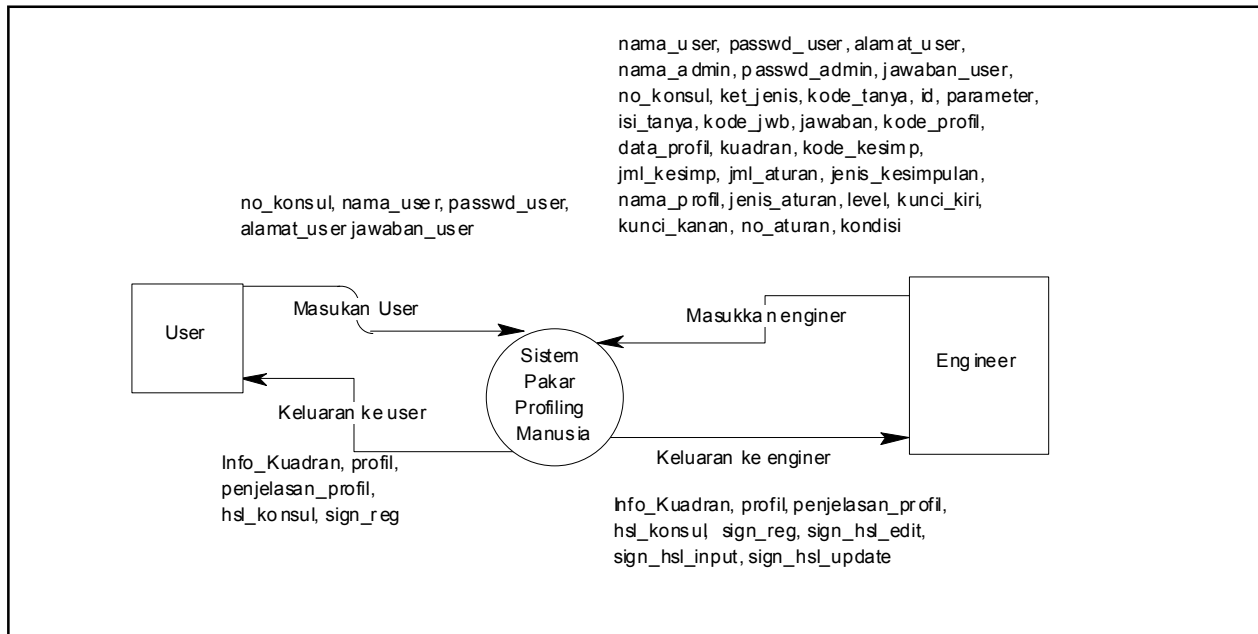 nama_user, passwd_user, alamat_user,
nama_admin, passwd_admin, jawaban_user,
no_konsul, ket_jenis, kode_tanya, id, parameter,
isi_tanya, kode_jwb, jawaban, kode_profil,
data_profil, kuadran, kode_kesimp,
jml_kesimp, jml_aturan, jenis_kesimpulan,
nama_profil, jenis_aturan, level, kunci_kiri,
kunci_kanan, no_aturan, kondisi
no_konsul, nama_user, passwd_user,
alamat_user jawaban_user
User
Masukan User
Masukkan enginer
Engineer
Sistem
Pakar
Profiling
Manusia
Keluaran ke user
Keluaran ke enginer
Info_Kuadran, profil,
penjelasan_profil,
hsl_konsul, sign_reg
Info_Kuadran, profil, penjelasan_profil,
hsl_konsul, sign_reg, sign_hsl_edit,
sign_hsl_input, sign_hsl_update